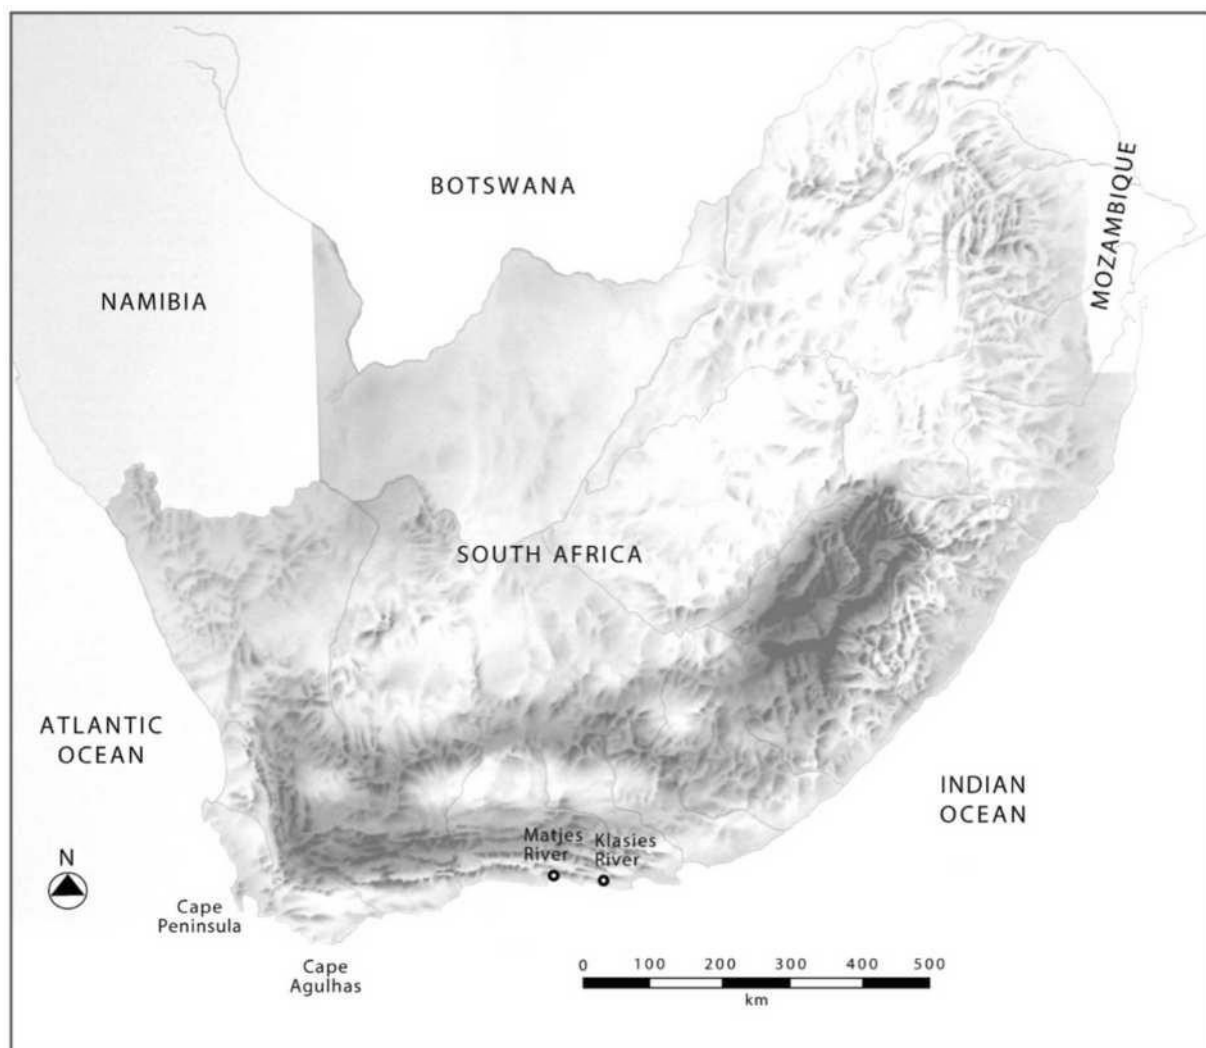 BOTSWANA
MOZAMBIQUE
NAMIBIA
SOUTH AFRICA
ATLANTIC
OCEAN
INDIAN
OCEAN
Matjes
River
Klasies
River
N
Cape
Peninsula
Cape
Agulhas
0 100 200 300 400 500
km